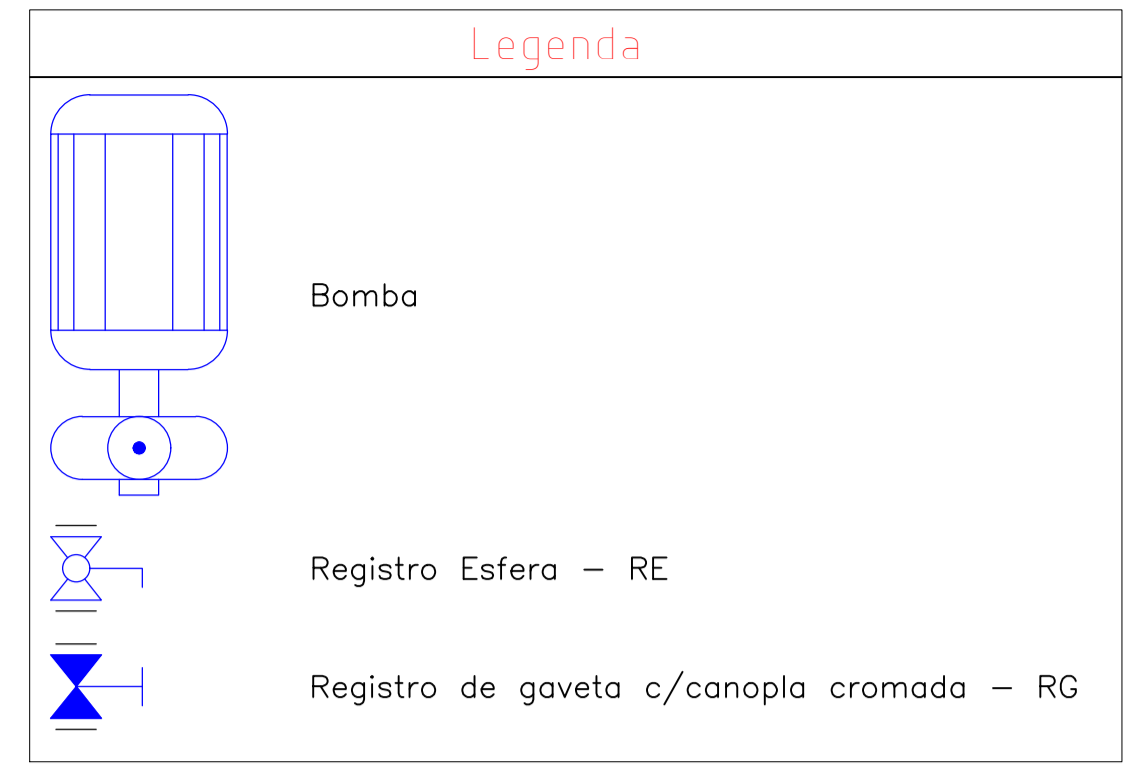 Legenda
Bomba
Registro Esfera – RE
Registro de gaveta c/canopla cromada – RG